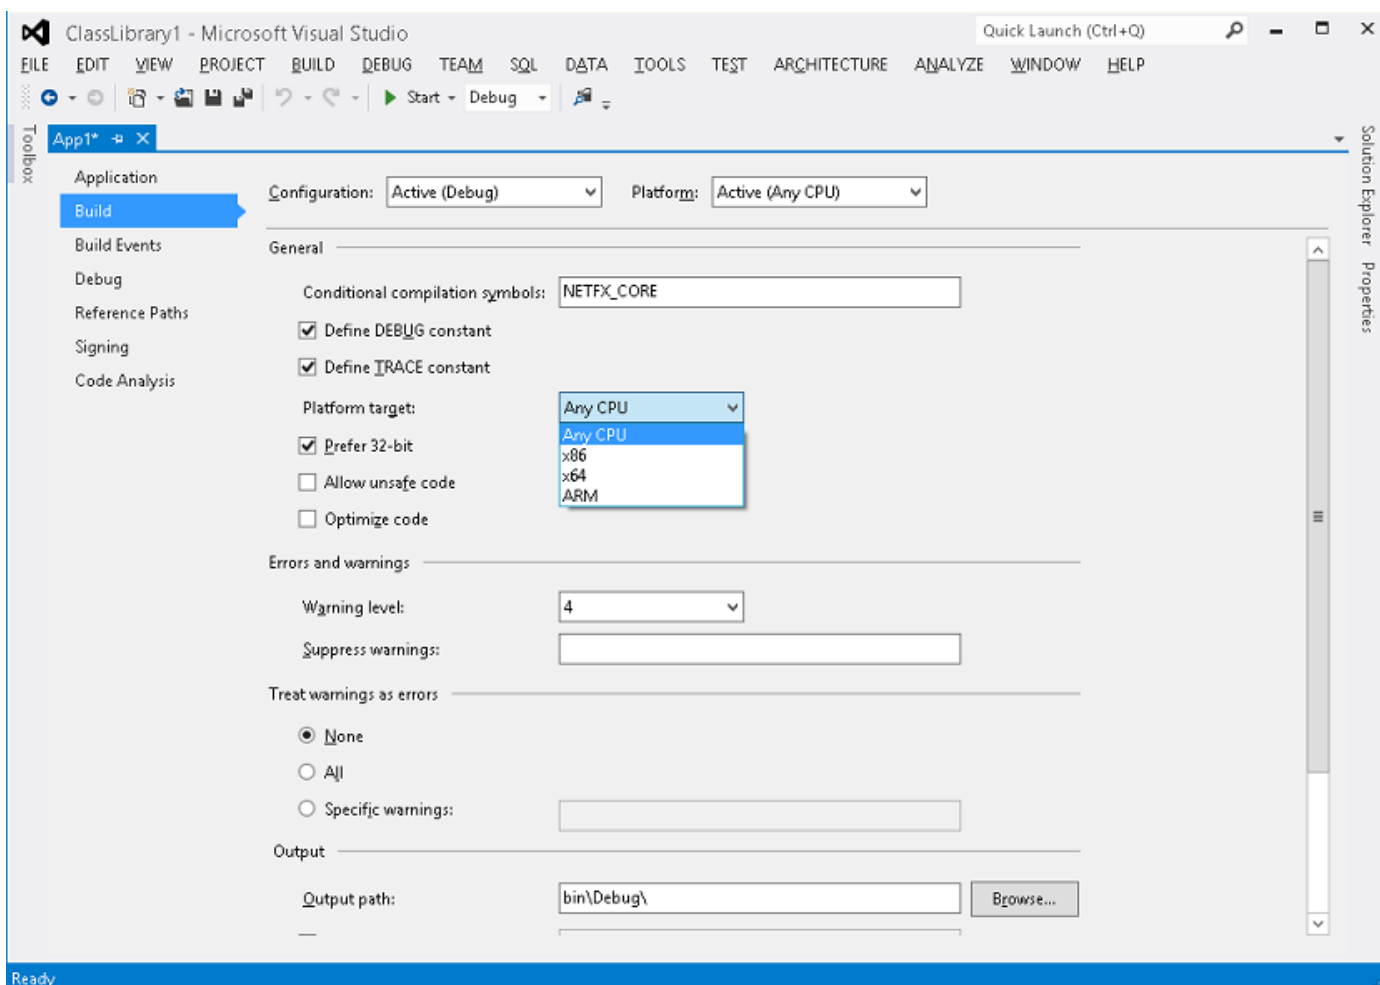 ClassLibrary1 - Microsoft Visual Studio
Quick Launch (Ctrl+Q)
FILE EDIT VIEW PROJECT BUILD DEBUG TEAM SQL DATA TOOLS TEST ARCHITECTURE ANALYZE WINDOW HELP
Start Debug
Toolbox
App1*
Solution Explorer
Properties
Application
Build
Build Events
Debug
Reference Paths
Signing
Code Analysis
Configuration: Active (Debug) Platform: Active (Any CPU)
General
Conditional compilation symbols: NETFX_CORE
Define DEBUG constant
Define TRACE constant
Platform target: Any CPU
Any CPU
x86
x64
ARM
Prefer 32-bit
Allow unsafe code
Optimize code
Errors and warnings
Warning level: 4
Suppress warnings:
Treat warnings as errors
None
All
Specific warnings:
Output
Output path: bin\Debug\ Browse...
Ready